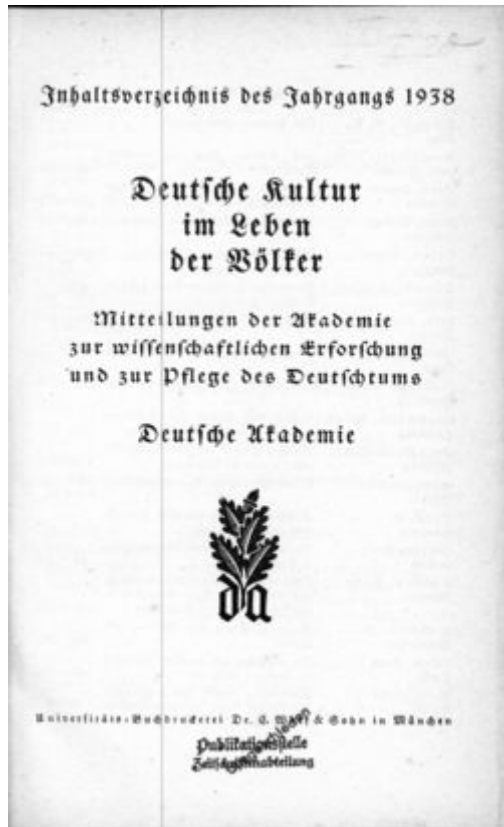 Inhaltsverzeichnis des Jahrgangs 1938
Deutsche Kultur
im Leben
der Völker
Mitteilungen der Akademie
zur wissenschaftlichen Erforschung
und zur Pflege des Deutschtums
Deutsche Akademie
da
Universitäts-Buchdruckerei Dr. C. Wolf & Sohn in München
Publikationsstelle
Zeitschriftenabteilung